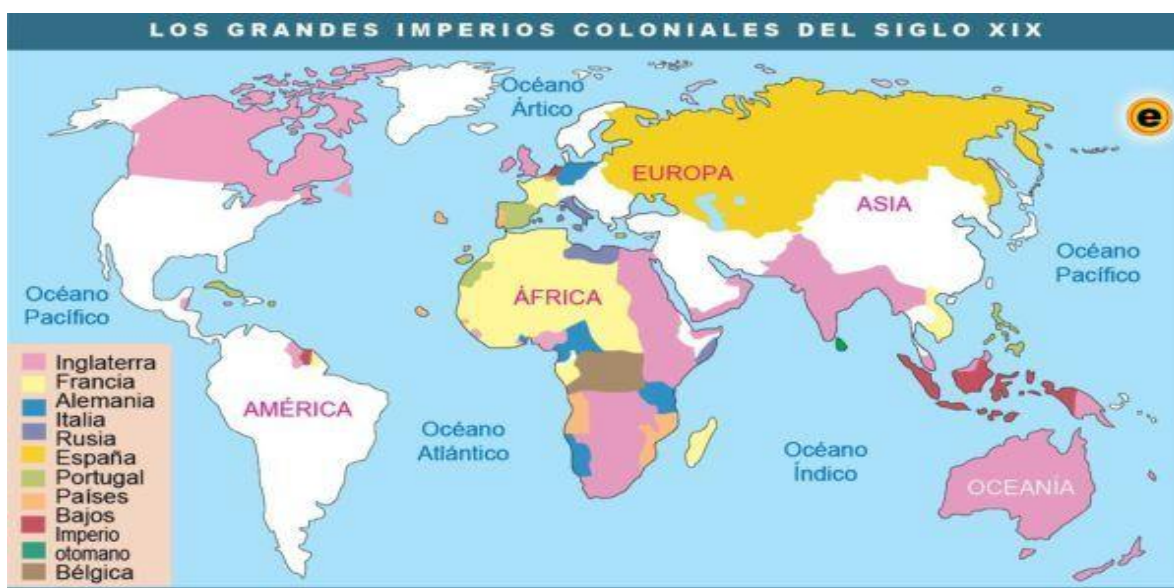 LOS GRANDES IMPERIOS COLONIALES DEL SIGLO XIX
Océano
Ártico
EUROPA
ASIA
Océano
Pacífico
ÁFRICA
Océano
Pacífico
Inglaterra
Francia
Alemania
Italia
Rusia
España
Portugal
Países
Bajos
Imperio
otomano
Bélgica
AMÉRICA
Océano
Atlántico
Océano
Índico
OCEANÍA
e